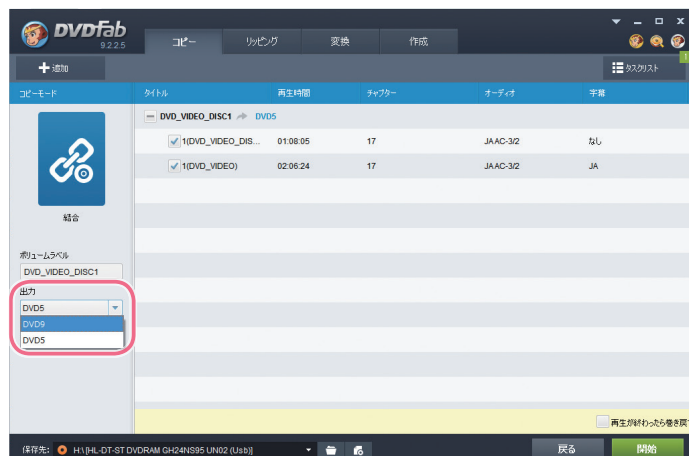 DVDFab
9.2.2.5
コピー リッピング 変換 作成
追加
タスクリスト
1
コピーモード タイトル 再生時間 チャプター オーディオ 字幕
DVD_VIDEO_DISC1 DVD5
1(DVD_VIDEO_DIS... 01:08:05 17 JA AC-3/2 なし
1(DVD_VIDEO) 02:06:24 17 JA AC-3/2 JA
結合
ボリュームラベル
DVD_VIDEO_DISC1
出力
DVD5
DVD9
DVD5
再生が終わったら巻き戻
保存先: H:\[HL-DT-ST DVDRAM GH24NS95 UN02 (Usb)] 戻る 開始